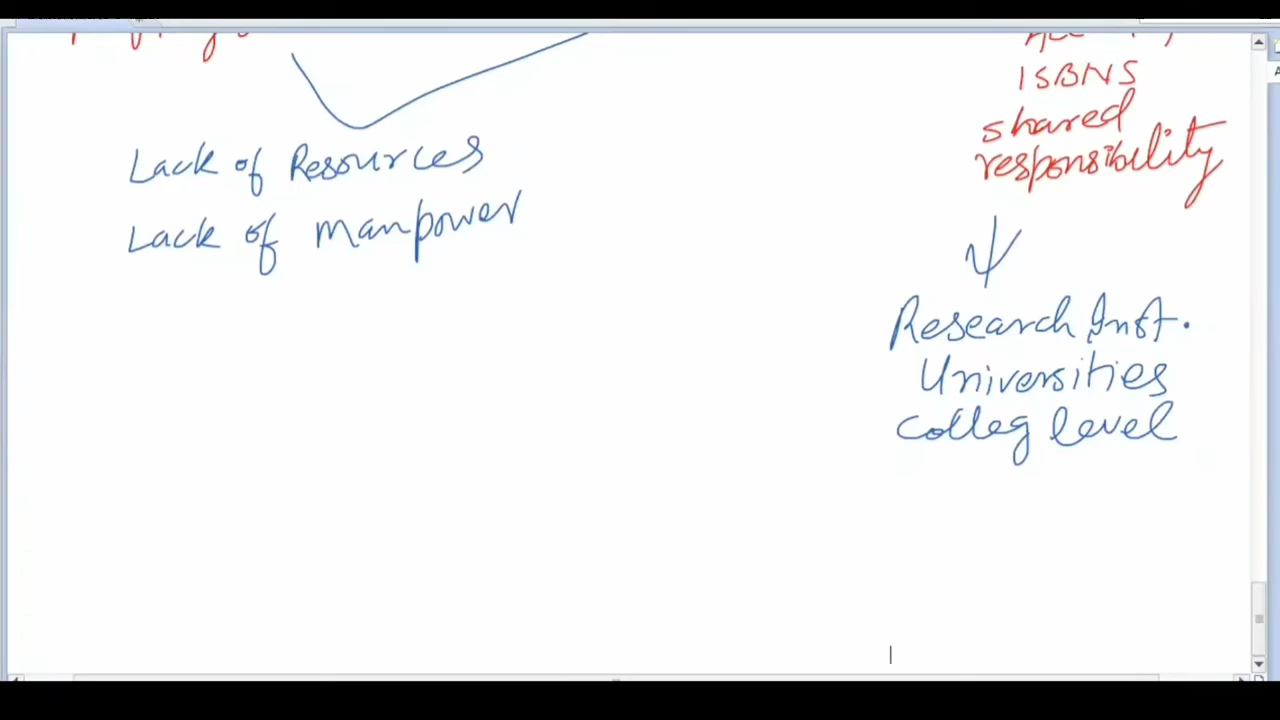 ISBNS
shared
responsibility
Lack of Resources
Lack of manpower
Research Inst.
Universities
colleg level